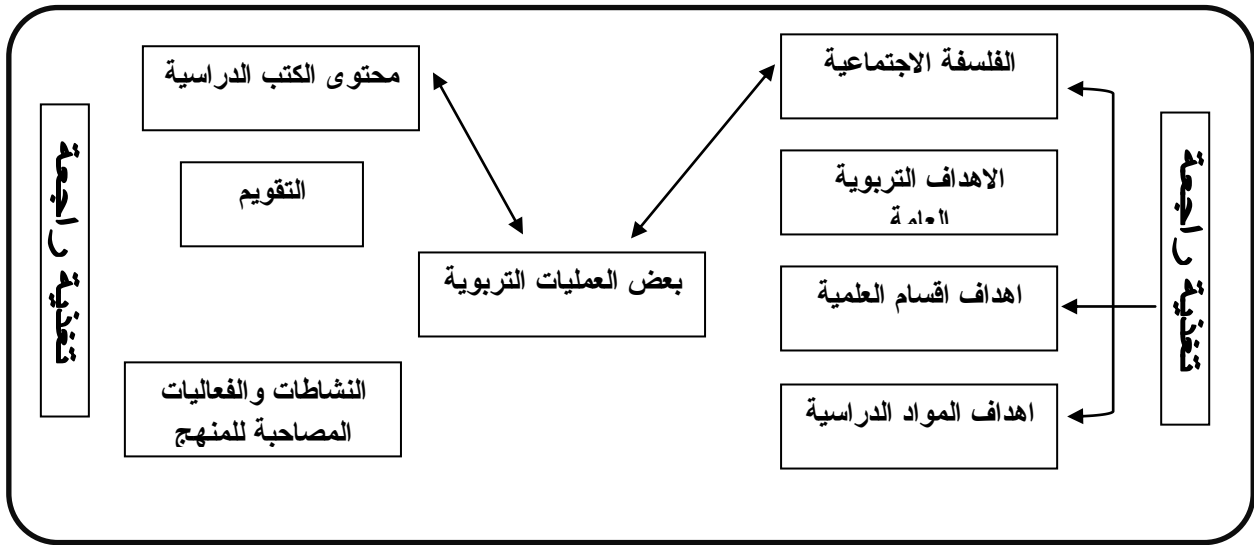 تغذية راجعة
الفلسفة الاجتماعية
الاهداف التربوية
العامة
اهداف اقسام العلمية
اهداف المواد الدراسية
بعض العمليات التربوية
محتوى الكتب الدراسية
التقويم
النشاطات والفعاليات
المصاحبة للمنهج
تغذية راجعة